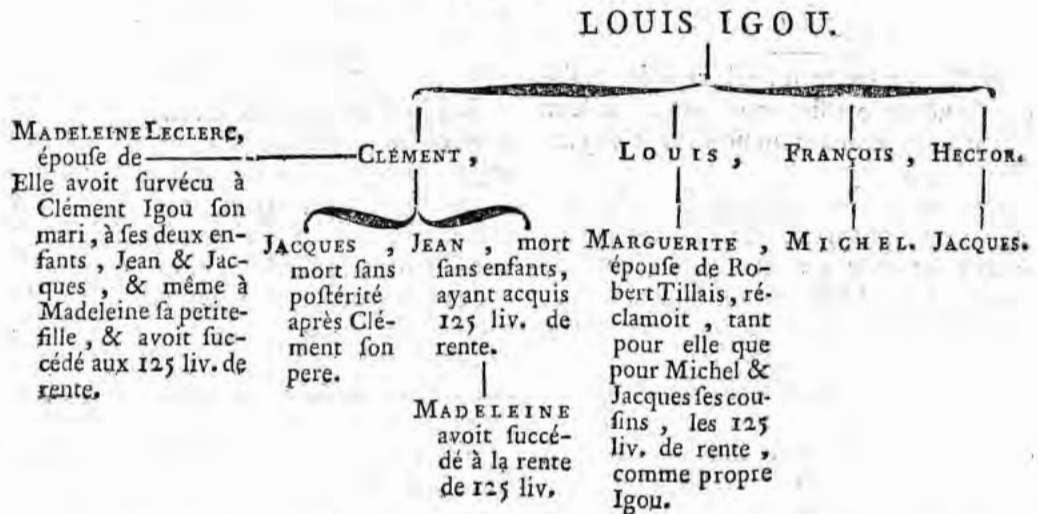 LOUIS IGOU.
MADELEINE LECLERC,
épouſe de
Elle avoit ſurvécu à
Clément Igou ſon
mari, à ſes deux en-
fants, Jean & Jac-
ques, & même à
Madeleine ſa petite-
fille, & avoit ſuc-
cédé aux 125 liv. de
rente.
CLÉMENT,
LOUIS,
FRANÇOIS,
HECTOR.
JACQUES,
mort ſans
poſtérité
après Clé-
ment ſon
pere.
JEAN, mort
ſans enfants,
ayant acquis
125 liv. de
rente.
MADELEINE
avoit ſuccé-
dé à la rente
de 125 liv.
MARGUERITE,
épouſe de Ro-
bert Tillais, ré-
clamoit, tant
pour elle que
pour Michel &
Jacques ſes cou-
ſins, les 125
liv. de rente,
comme propre
Igou.
MICHEL.
JACQUES.